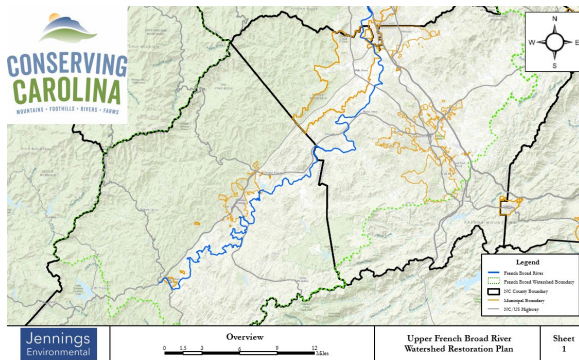 CONSERVING
CAROLINA
MOUNTAINS • FOOTHILLS • RIVERS • FARMS
N
W
E
S
Legend
French Broad River
French Broad Watershed Boundary
NC County Boundary
Municipal Boundary
NC/US Highway
Jennings
Environmental
Overview
0 1.5 3 6 9 12
Miles
Upper French Broad River
Watershed Restoration Plan
Sheet
1